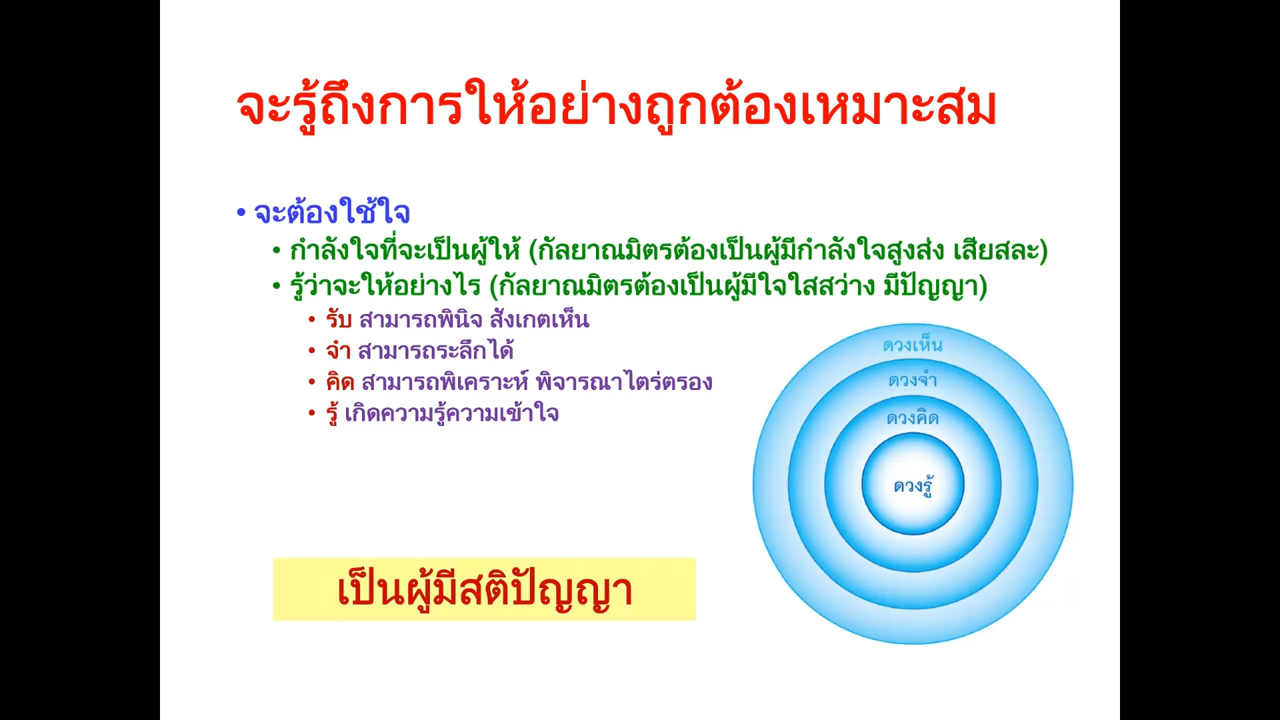 จะรู้ถึงการให้อย่างถูกต้องเหมาะสม
• จะต้องใช้ใจ
• กำลังใจที่จะเป็นผู้ให้ (กัลยาณมิตรต้องเป็นผู้มีกำลังใจสูงส่ง เสียสละ)
• รู้ว่าจะให้อย่างไร (กัลยาณมิตรต้องเป็นผู้มีใจใสสว่าง มีปัญญา)
• รับ สามารถพินิจ สังเกตเห็น
• จำ สามารถระลึกได้
• คิด สามารถพิเคราะห์ พิจารณาไตร่ตรอง
• รู้ เกิดความรู้ความเข้าใจ
ดวงเห็น
ดวงจำ
ดวงคิด
ดวงรู้
เป็นผู้มีสติปัญญา